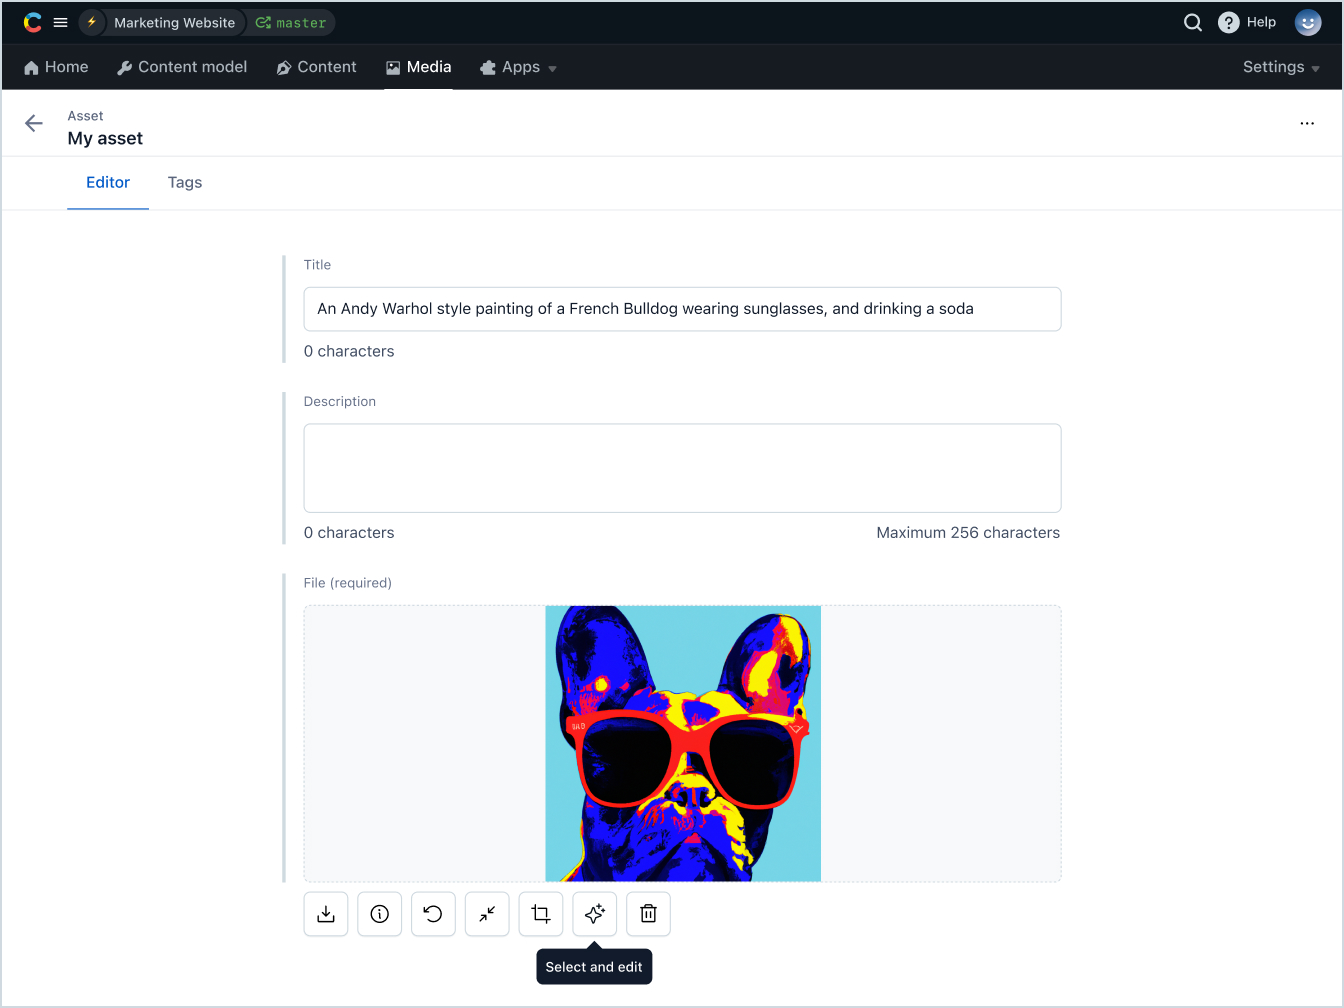 Marketing Website master Help
Home Content model Content Media Apps Settings
Asset
My asset
Editor Tags
Title
An Andy Warhol style painting of a French Bulldog wearing sunglasses, and drinking a soda
0 characters
Description
0 characters Maximum 256 characters
File (required)
Select and edit